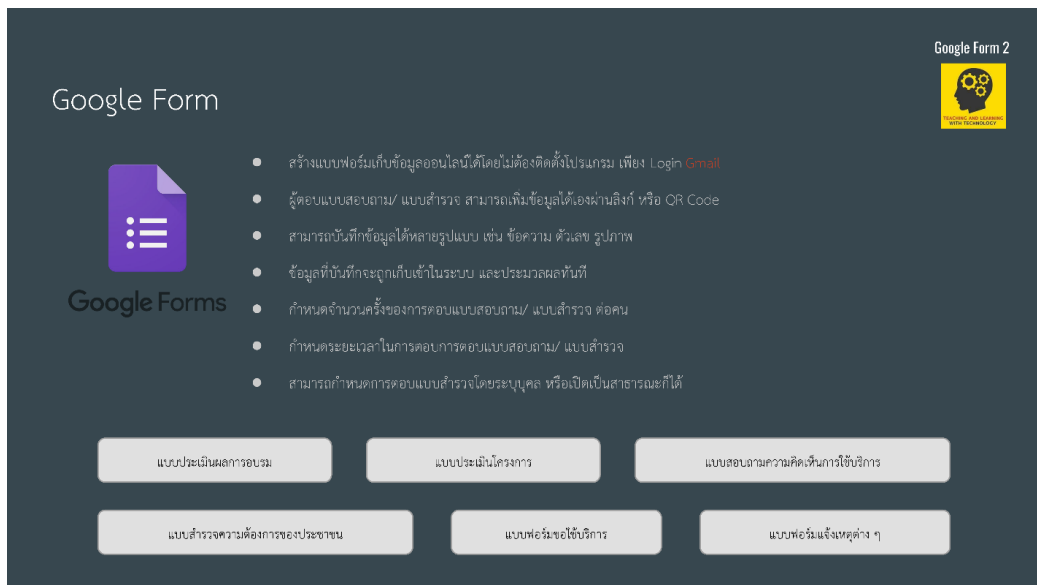 Google Form 2
TEACHING AND LEARNING
WITH TECHNOLOGY
Google Form
Google Forms
สร้างแบบฟอร์มเก็บข้อมูลออนไลน์ได้โดยไม่ต้องติดตั้งโปรแกรม เพียง Login Gmail
ผู้ตอบแบบสอบถาม/ แบบสำรวจ สามารถเพิ่มข้อมูลได้เองผ่านลิงก์ หรือ QR Code
สามารถบันทึกข้อมูลได้หลายรูปแบบ เช่น ข้อความ ตัวเลข รูปภาพ
ข้อมูลที่บันทึกจะถูกเก็บเข้าในระบบ และประมวลผลทันที
กำหนดจำนวนครั้งของการตอบแบบสอบถาม/ แบบสำรวจ ต่อคน
กำหนดระยะเวลาในการตอบการตอบแบบสอบถาม/ แบบสำรวจ
สามารถกำหนดการตอบแบบสำรวจโดยระบุบุคล หรือเปิดเป็นสาธารณะก็ได้
แบบประเมินผลการอบรม
แบบประเมินโครงการ
แบบสอบถามความคิดเห็นการใช้บริการ
แบบสำรวจความต้องการของประชาชน
แบบฟอร์มขอใช้บริการ
แบบฟอร์มแจ้งเหตุต่าง ๆ